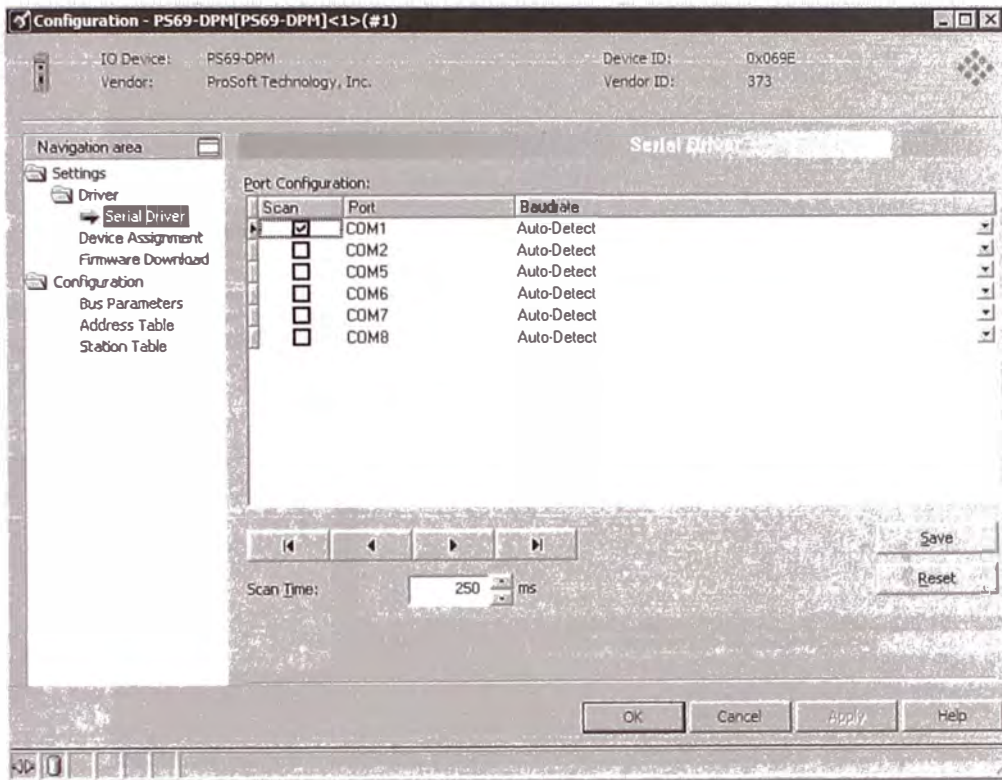 Configuration - PS69-DPM[PS69-DPM]<1>(#1)
IO Device: PS69-DPM Device ID: 0x069E
Vendor: ProSoft Technology, Inc. Vendor ID: 373
Navigation area Serial Driver
Settings
Driver
Serial Driver
Device Assignment
Firmware Download
Configuration
Bus Parameters
Address Table
Station Table
Port Configuration:
Scan Port Baudrate
COM1 Auto-Detect
COM2 Auto-Detect
COM5 Auto-Detect
COM6 Auto-Detect
COM7 Auto-Detect
COM8 Auto-Detect
Save
Scan Time: 250 ms Reset
OK Cancel Apply Help